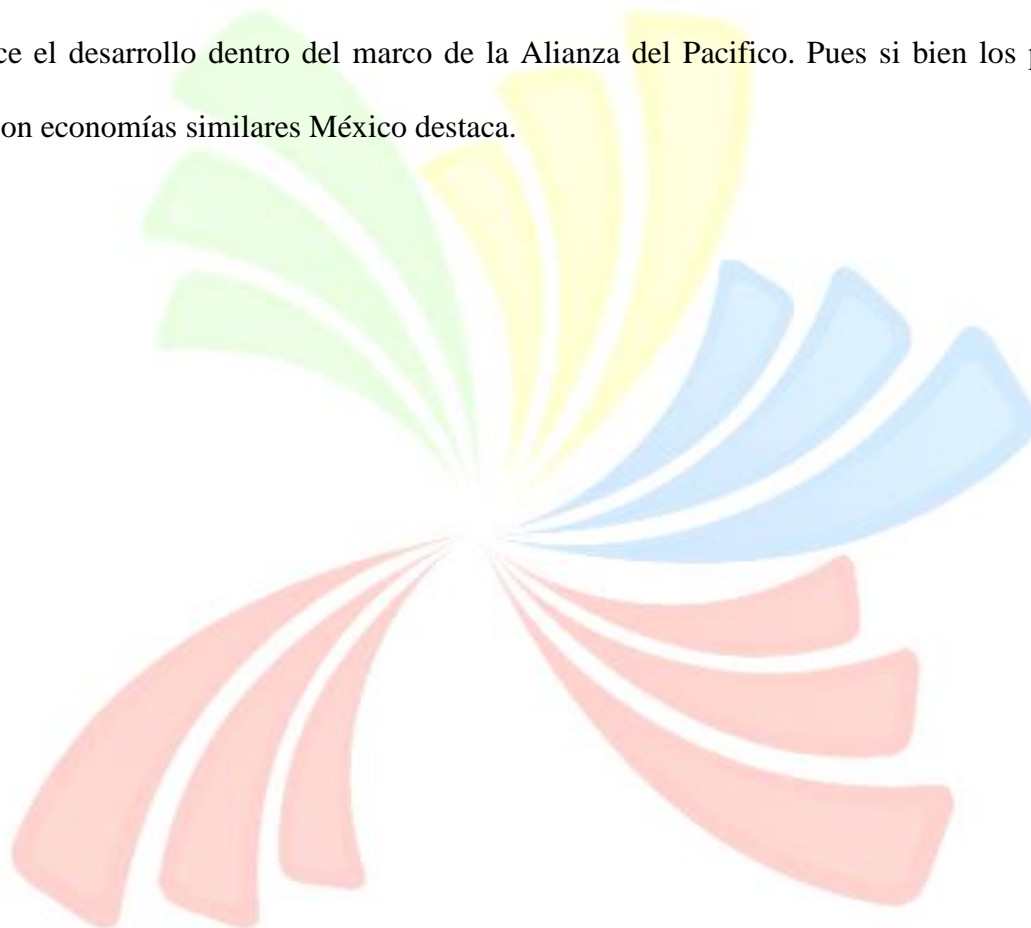 ce el desarrollo dentro del marco de la Alianza del Pacifico. Pues si bien los p
on economías similares México destaca.